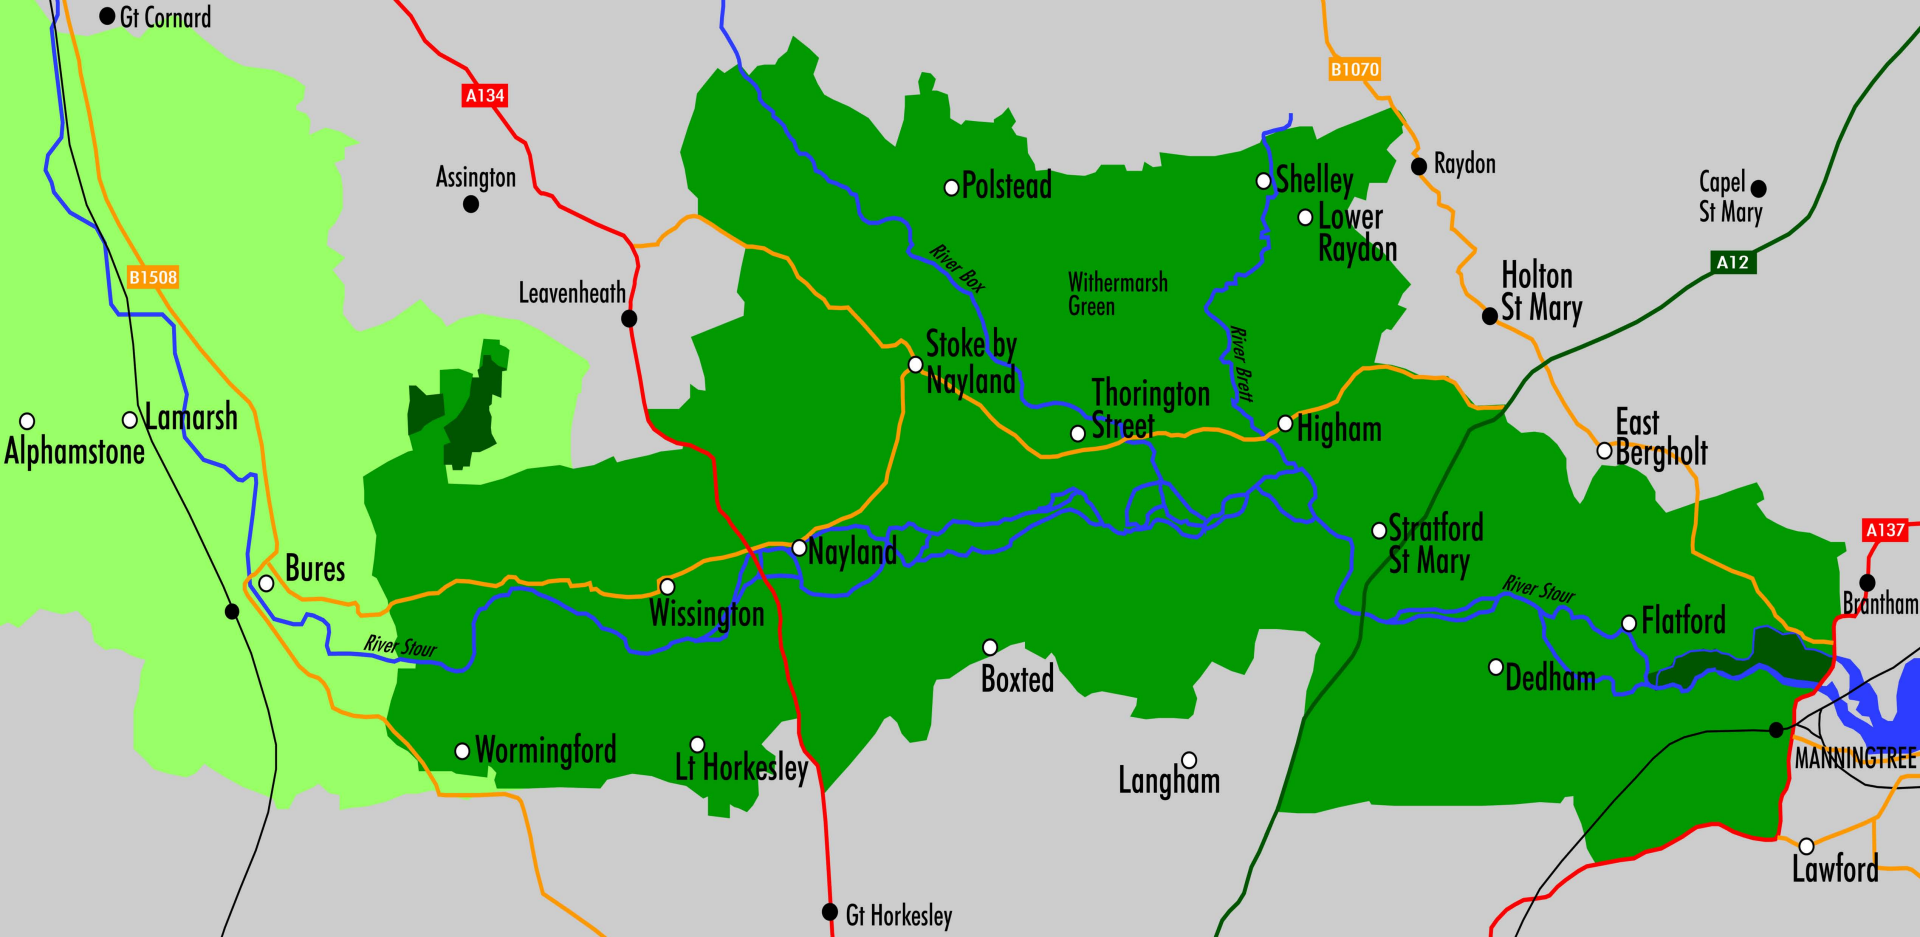 Gt Cornard
B1070
A134
Raydon
Assington
Capel
St Mary
Polstead
Shelley
Lower
Raydon
A12
River Box
B1508
Withermarsh
Green
Holton
St Mary
Leavenheath
River Brett
Stoke by
Nayland
Thorington
Street
Lamarsh
Alphamstone
Higham
East
Bergholt
A137
Stratford
St Mary
Nayland
Bures
Wissington
River Stour
Brantham
Flatford
River Stour
Boxted
Dedham
Wormingford
Lt Horkesley
Langham
MANNINGTREE
Lawford
Gt Horkesley